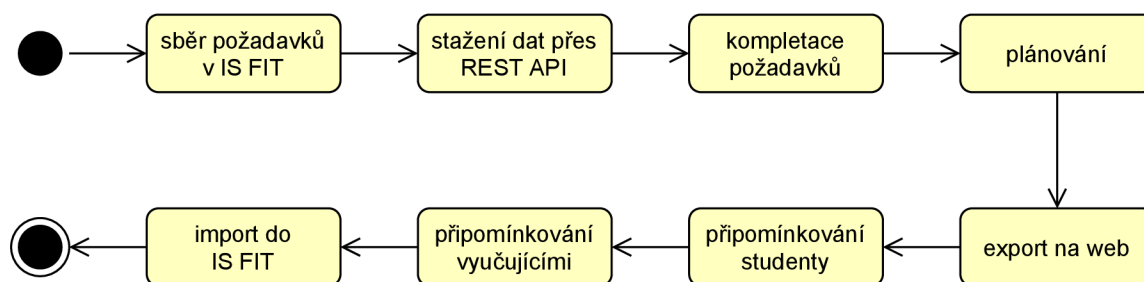 sběr požadavků
v IS FIT
stažení dat přes
REST API
kompletace
požadavků
plánování
export na web
připomínkování
studenty
připomínkování
vyučujícími
import do
IS FIT